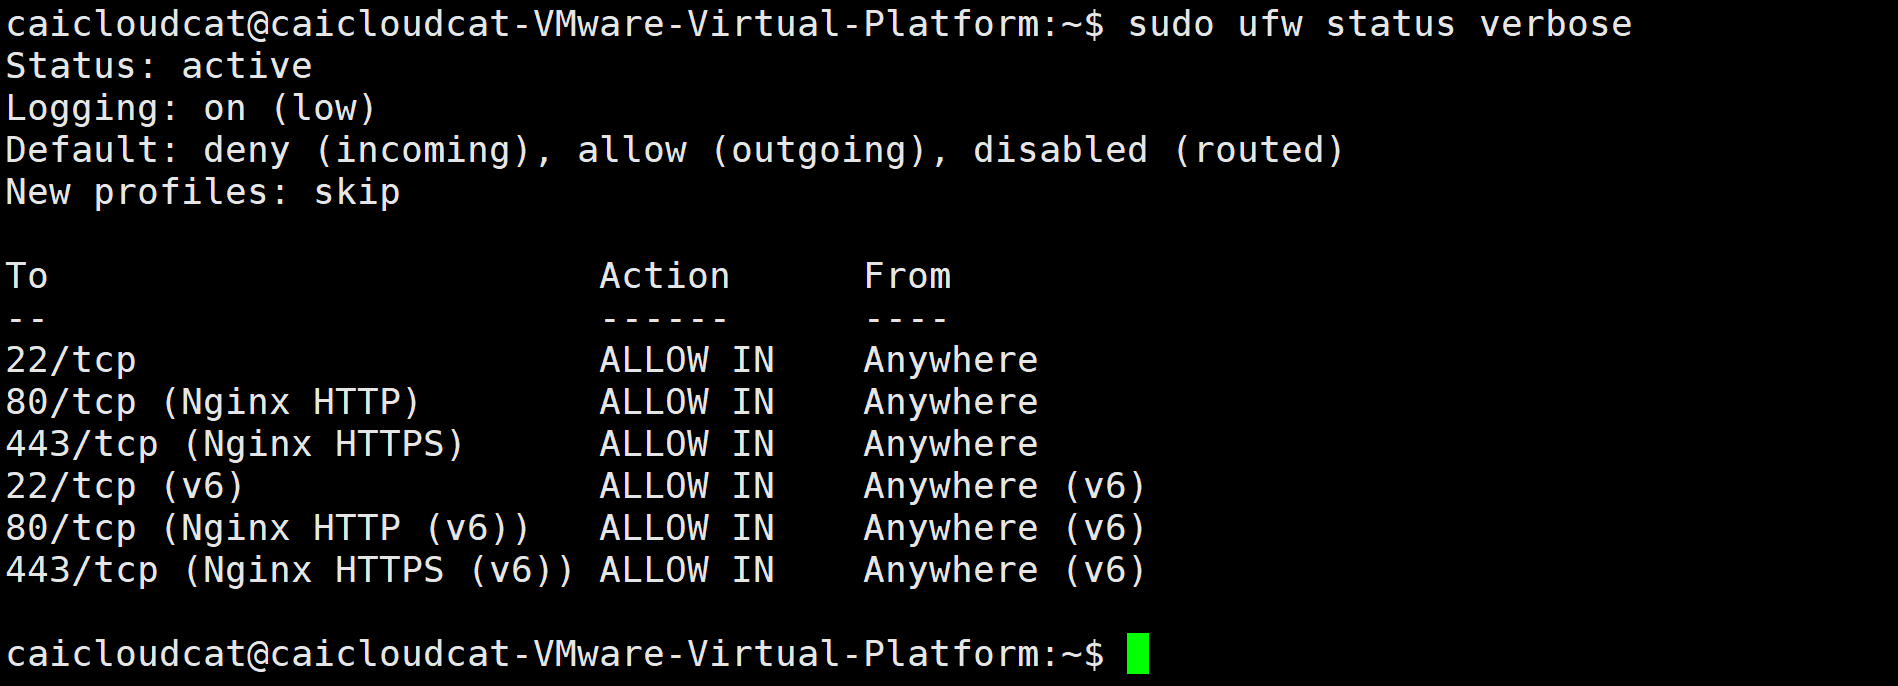 caicloudcat@caicloudcat-VMware-Virtual-Platform:~$ sudo ufw status verbose
Status: active
Logging: on (low)
Default: deny (incoming), allow (outgoing), disabled (routed)
New profiles: skip

To                         Action      From
--                         ------      ----
22/tcp                     ALLOW IN    Anywhere
80/tcp (Nginx HTTP)        ALLOW IN    Anywhere
443/tcp (Nginx HTTPS)      ALLOW IN    Anywhere
22/tcp (v6)                ALLOW IN    Anywhere (v6)
80/tcp (Nginx HTTP (v6))   ALLOW IN    Anywhere (v6)
443/tcp (Nginx HTTPS (v6)) ALLOW IN    Anywhere (v6)

caicloudcat@caicloudcat-VMware-Virtual-Platform:~$